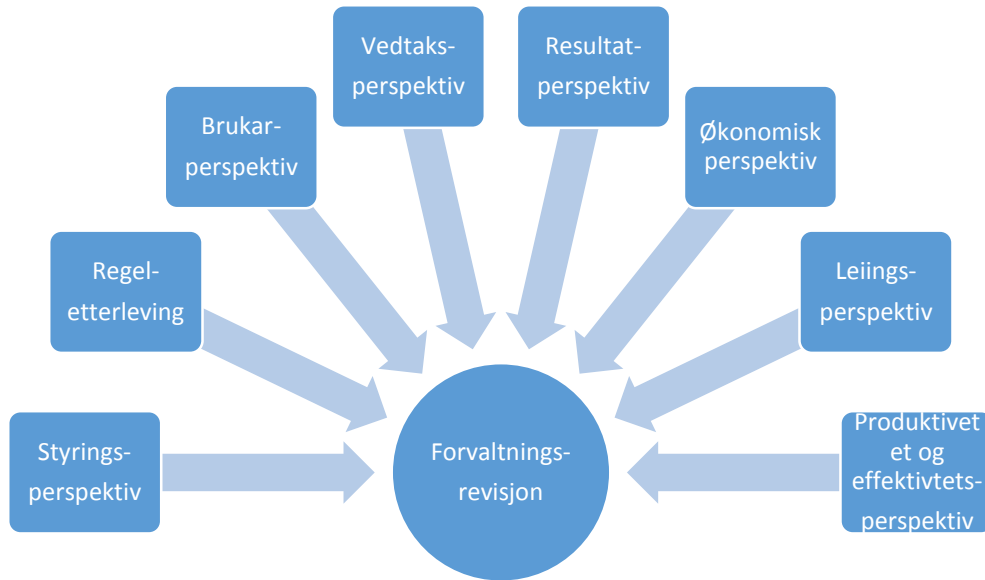 Vedtaks-
perspektiv
Resultat-
perspektiv
Brukar-
perspektiv
Økonomisk
perspektiv
Regel-
etterleving
Leiings-
perspektiv
Styrings-
perspektiv
Forvaltnings-
revisjon
Produktivet
et og
effektivtets-
perspektiv